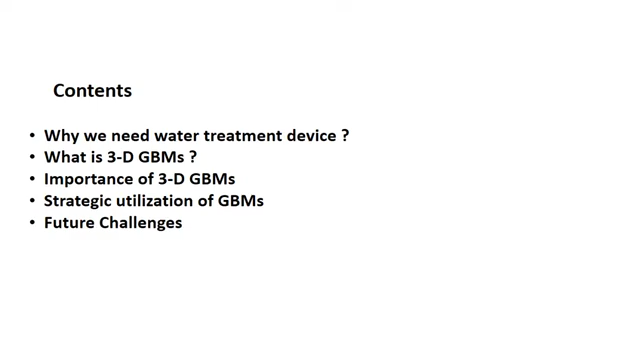 Contents
• Why we need water treatment device ?
• What is 3-D GBMs ?
• Importance of 3-D GBMs
• Strategic utilization of GBMs
• Future Challenges